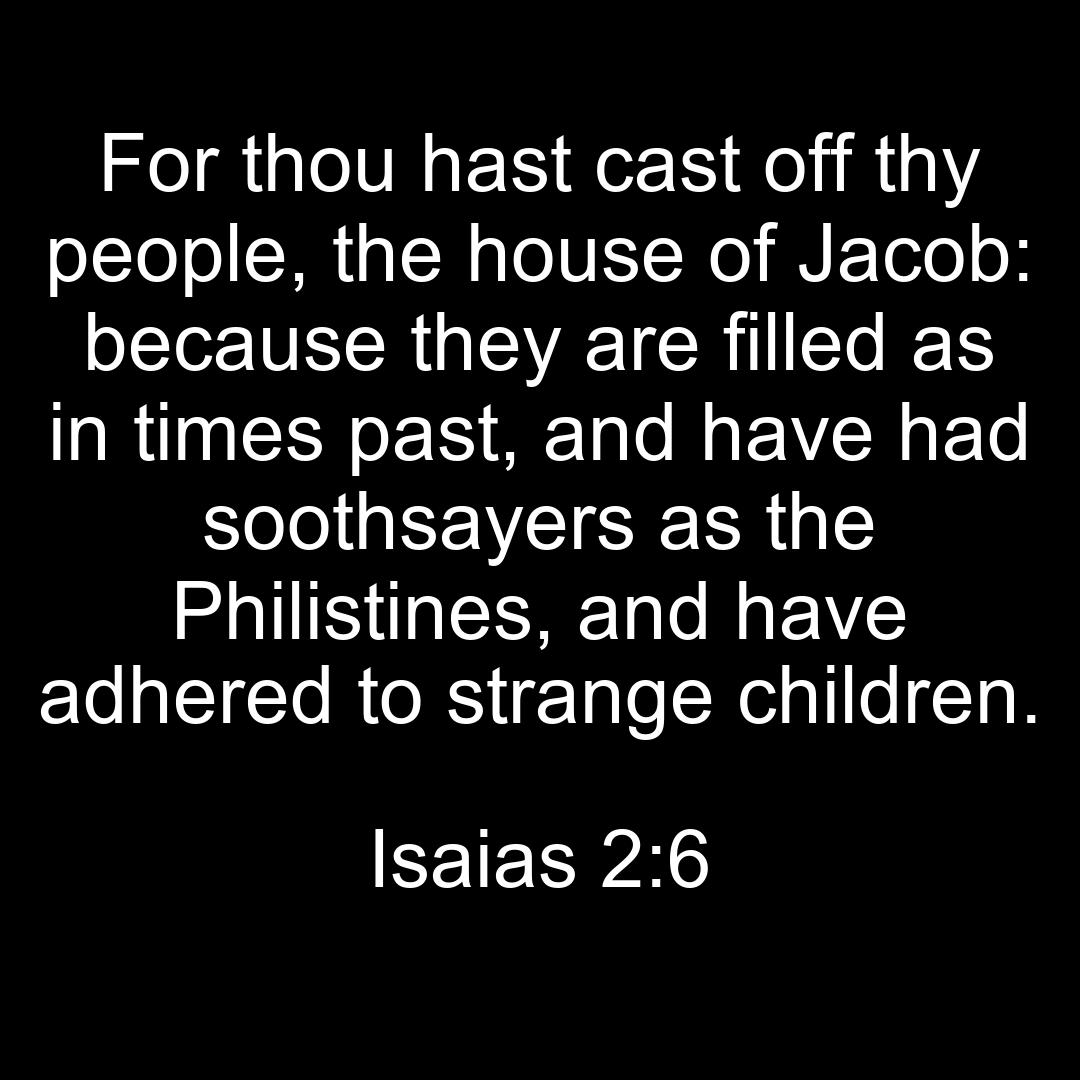 For thou hast cast off thy
people, the house of Jacob:
because they are filled as
in times past, and have had
soothsayers as the
Philistines, and have
adhered to strange children.
Isaias 2:6